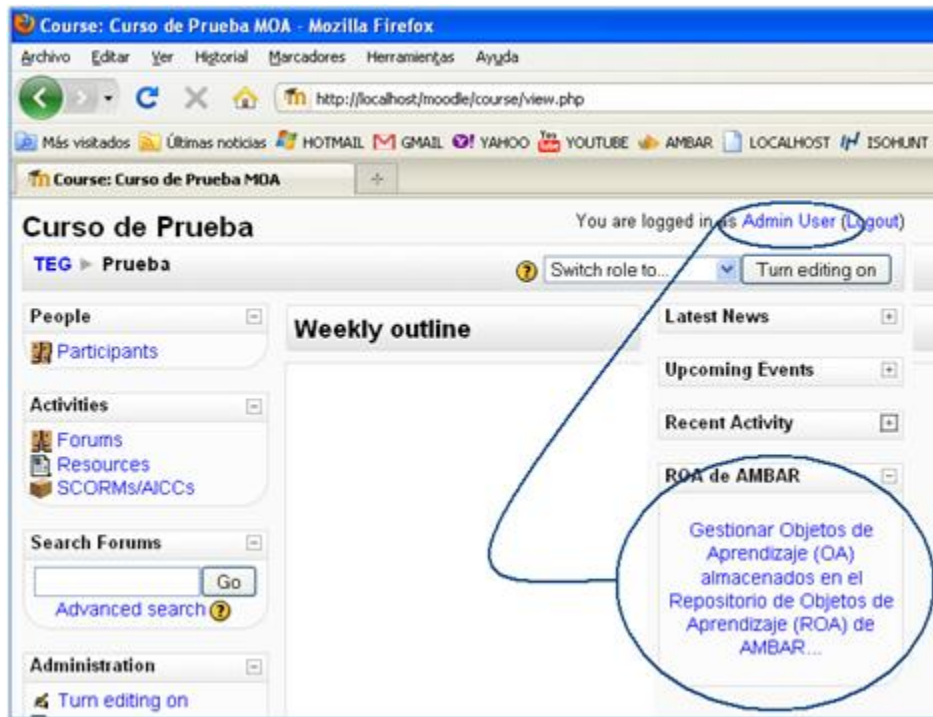 Course: Curso de Prueba MOA - Mozilla Firefox
Archivo Editar Ver Historial Marcadores Herramientas Ayuda
http://localhost/moodle/course/view.php
Más visitados Últimas noticias HOTMAIL GMAIL YAHOO YOUTUBE AMBAR LOCALHOST ISOHUNT
Course: Curso de Prueba MOA
Curso de Prueba
You are logged in as Admin User (Logout)
TEG ► Prueba
Switch role to...
Turn editing on
People
Participants
Activities
Forums
Resources
SCORMs/AICCs
Search Forums
Go
Advanced search
Administration
Turn editing on
Weekly outline
Latest News
Upcoming Events
Recent Activity
ROA de AMBAR
Gestionar Objetos de
Aprendizaje (OA)
almacenados en el
Repositorio de Objetos de
Aprendizaje (ROA) de
AMBAR...